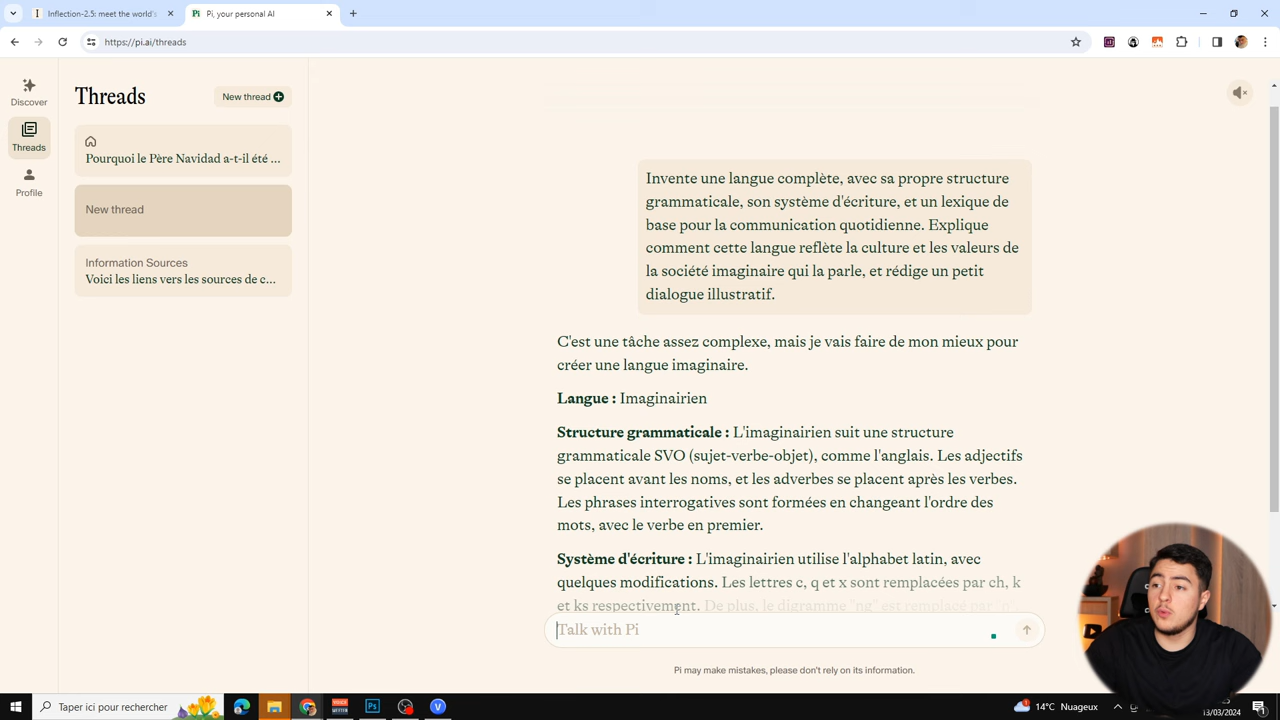 Inflection-2.5: meet the world's
Pi, your personal AI
https://pi.ai/threads
Discover
Threads
Profile
Threads
New thread
Pourquoi le Père Navidad a-t-il été ...
New thread
Information Sources
Voici les liens vers les sources de c...
Invente une langue complète, avec sa propre structure
grammaticale, son système d'écriture, et un lexique de
base pour la communication quotidienne. Explique
comment cette langue reflète la culture et les valeurs de
la société imaginaire qui la parle, et rédige un petit
dialogue illustratif.
C'est une tâche assez complexe, mais je vais faire de mon mieux pour
créer une langue imaginaire.
Langue : Imaginairien
Structure grammaticale : L'imaginairien suit une structure
grammaticale SVO (sujet-verbe-objet), comme l'anglais. Les adjectifs
se placent avant les noms, et les adverbes se placent après les verbes.
Les phrases interrogatives sont formées en changeant l'ordre des
mots, avec le verbe en premier.
Système d'écriture : L'imaginairien utilise l'alphabet latin, avec
quelques modifications. Les lettres c, q et x sont remplacées par ch, k
et ks respectivement. De plus, le digramme "ng" est remplacé par
Talk with Pi
Pi may make mistakes, please don't rely on its information.
Taper ici pour rechercher
14°C Nuageux
13/03/2024